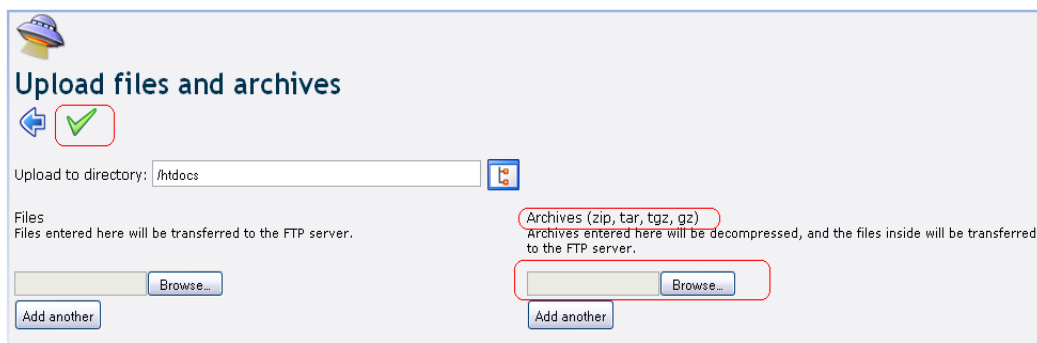 Upload files and archives
Upload to directory: /htdocs
Files
Files entered here will be transferred to the FTP server.
Browse...
Add another
Archives (zip, tar, tgz, gz)
Archives entered here will be decompressed, and the files inside will be transferred
to the FTP server.
Browse...
Add another